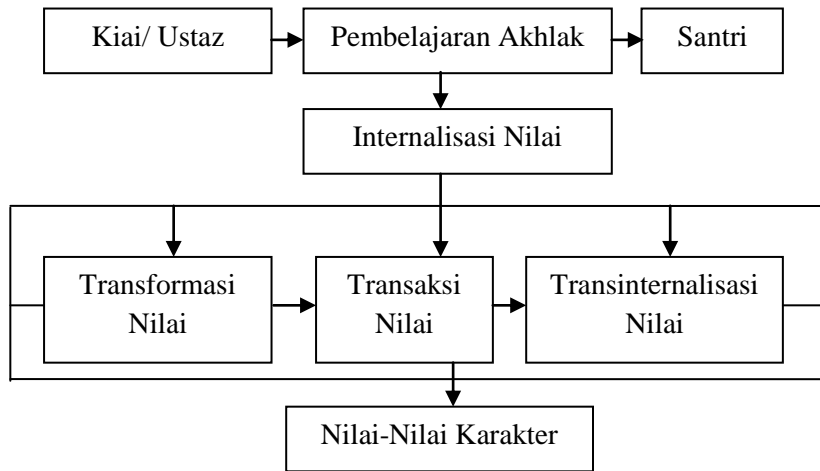 Kiai/ Ustaz
Pembelajaran Akhlak
Santri
Internalisasi Nilai
Transformasi
Nilai
Transaksi
Nilai
Transinternalisasi
Nilai
Nilai-Nilai Karakter